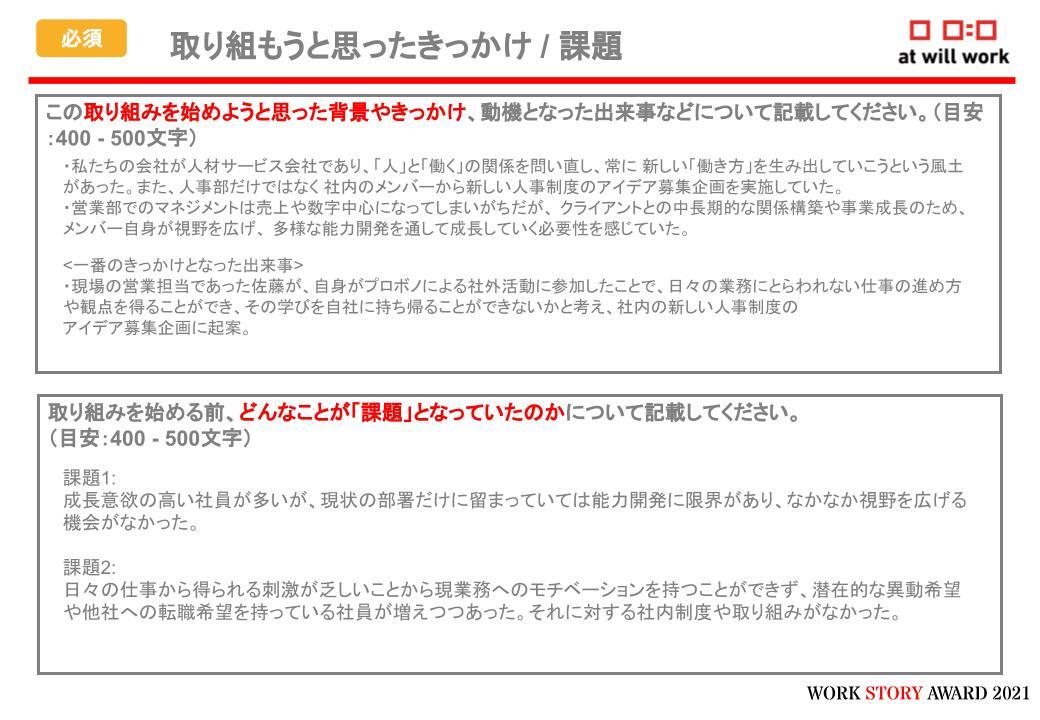 必須
取り組もうと思ったきっかけ / 課題
at will work
この取り組みを始めようと思った背景やきっかけ、動機となった出来事などについて記載してください。（目安
：400 - 500文字）
・私たちの会社が人材サービス会社であり、「人」と「働く」の関係を問い直し、常に 新しい「働き方」を生み出していこうという風土
があった。また、人事部だけではなく 社内のメンバーから新しい人事制度のアイデア募集企画を実施していた。
・営業部でのマネジメントは売上や数字中心になってしまいがちだが、クライアントとの中長期的な関係構築や事業成長のため、
メンバー自身が視野を広げ、多様な能力開発を通して成長していく必要性を感じていた。
<一番のきっかけとなった出来事>
・現場の営業担当であった佐藤が、自身がプロボノによる社外活動に参加したことで、日々の業務にとらわれない仕事の進め方
や観点を得ることができ、その学びを自社に持ち帰ることができないかと考え、社内の新しい人事制度の
アイデア募集企画に起案。
取り組みを始める前、どんなことが「課題」となっていたのかについて記載してください。
（目安：400 - 500文字）
課題1:
成長意欲の高い社員が多いが、現状の部署だけに留まっていては能力開発に限界があり、なかなか視野を広げる
機会がなかった。
課題2:
日々の仕事から得られる刺激が乏しいことから現業務へのモチベーションを持つことができず、潜在的な異動希望
や他社への転職希望を持っている社員が増えつつあった。それに対する社内制度や取り組みがなかった。
WORK STORY AWARD 2021